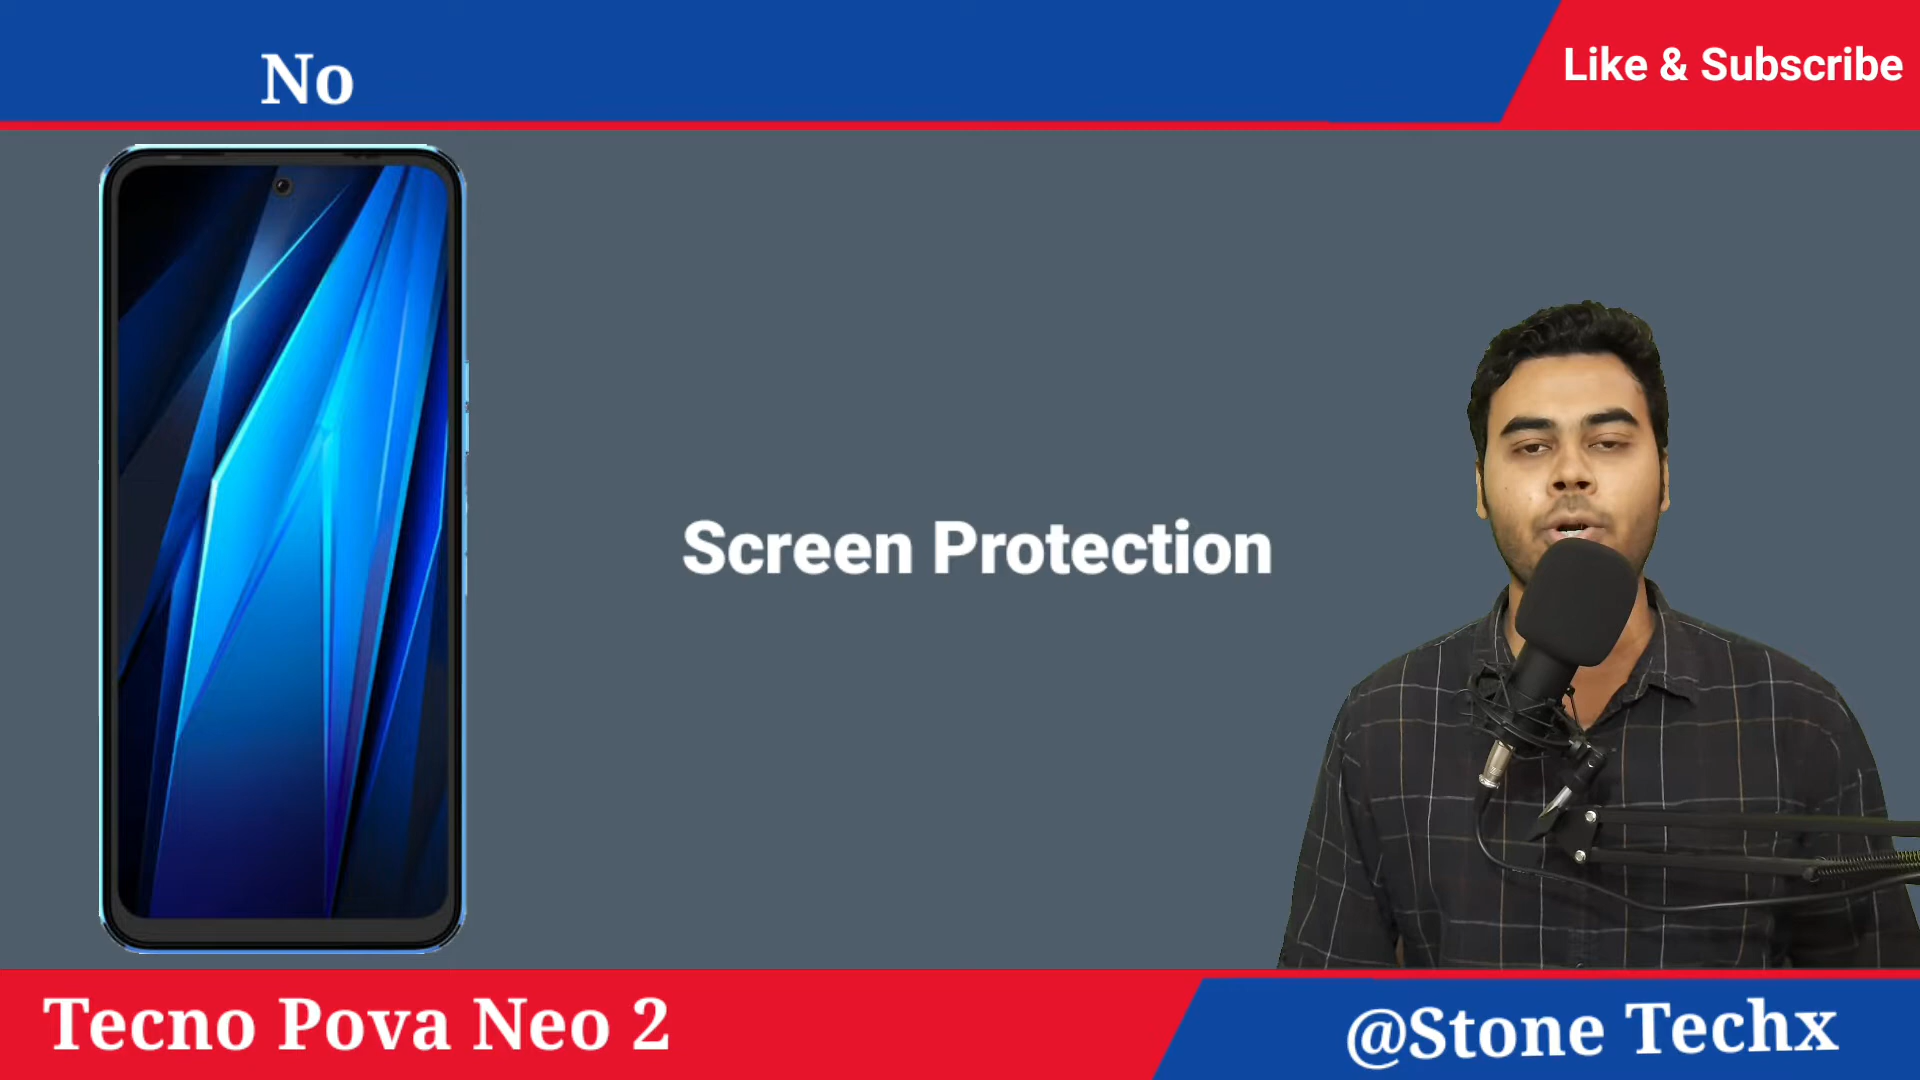 No
Like & Subscribe
Screen Protection
Tecno Pova Neo 2
@Stone Techx